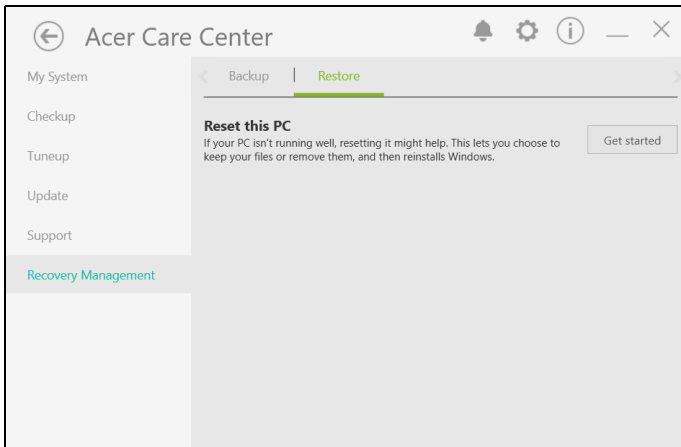 Acer Care Center
My System
Checkup
Tuneup
Update
Support
Recovery Management
Backup
Restore
Reset this PC
If your PC isn't running well, resetting it might help. This lets you choose to
keep your files or remove them, and then reinstalls Windows.
Get started